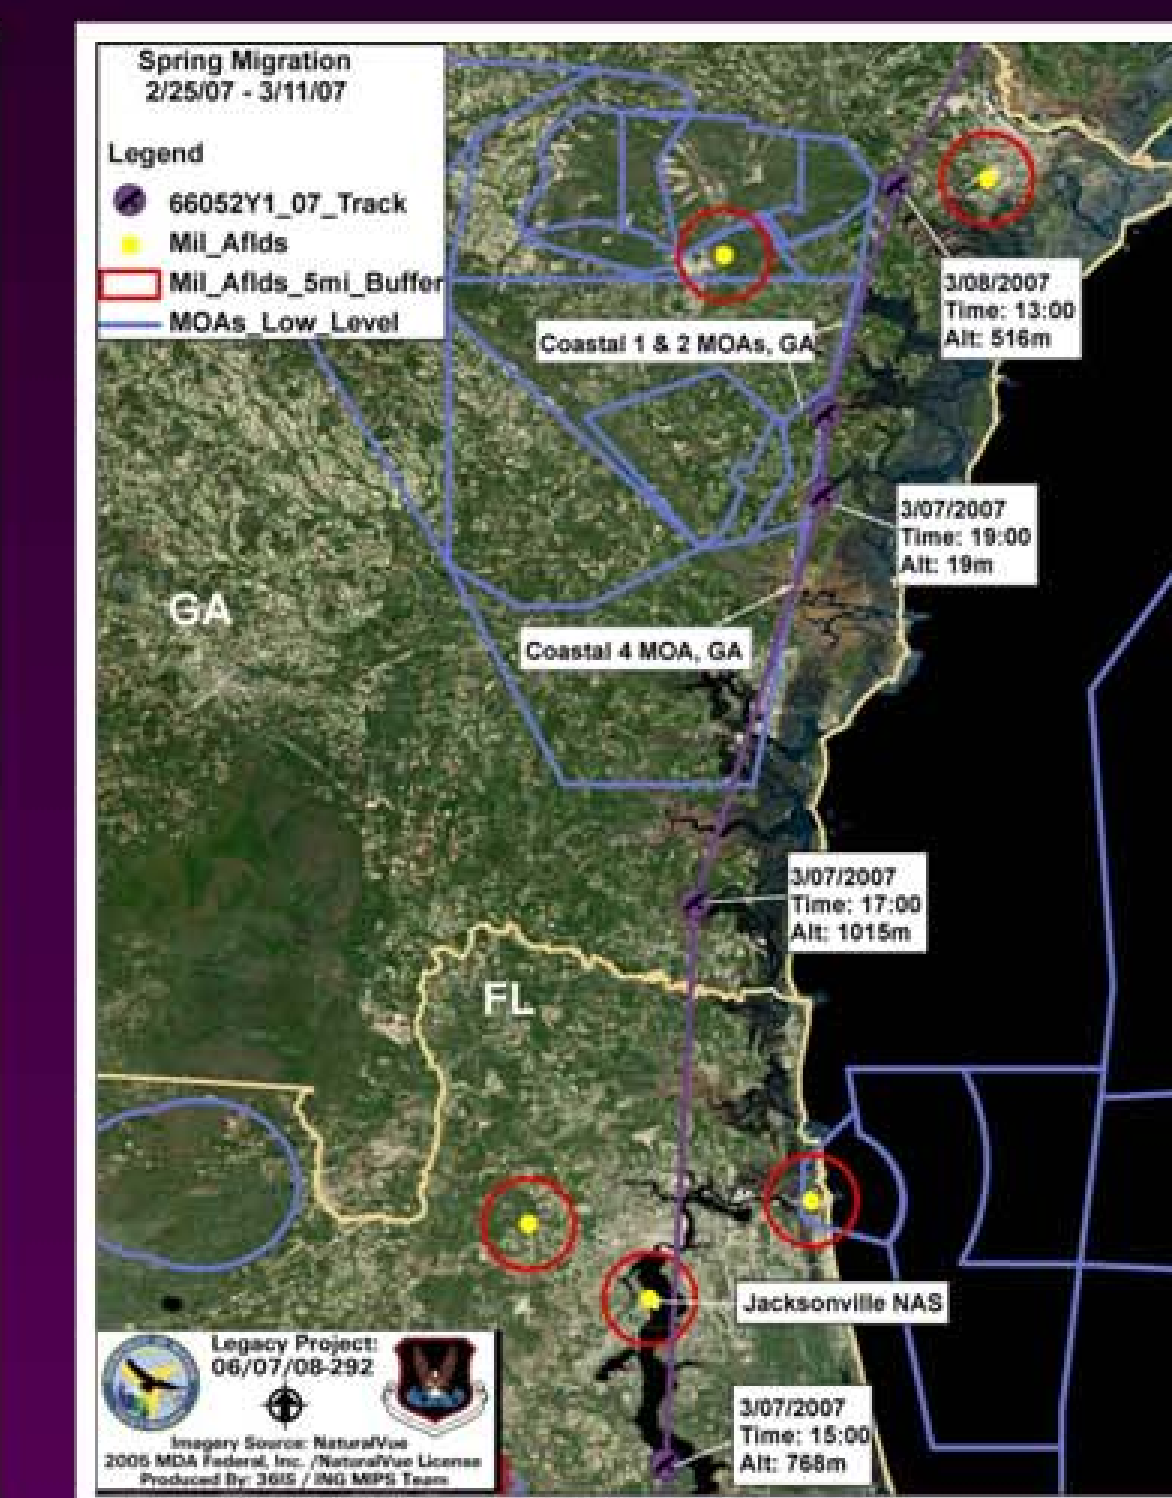 Spring Migration
2/25/07 - 3/11/07
Legend
66052Y1_07_Track
Mil_Aflds
Mil_Aflds_5mi_Buffer
MOAs_Low_Level
3/08/2007
Time: 13:00
Alt: 516m
Coastal 1 & 2 MOAs, GA
3/07/2007
Time: 19:00
Alt: 19m
GA
Coastal 4 MOA, GA
3/07/2007
Time: 17:00
Alt: 1015m
FL
Jacksonville NAS
3/07/2007
Time: 15:00
Alt: 768m
Legacy Project:
06/07/08-292
Imagery Source: NaturalVue
2005 MDA Federal, Inc. /NaturalVue License
Produced By: 36IS / ING MIPS Team